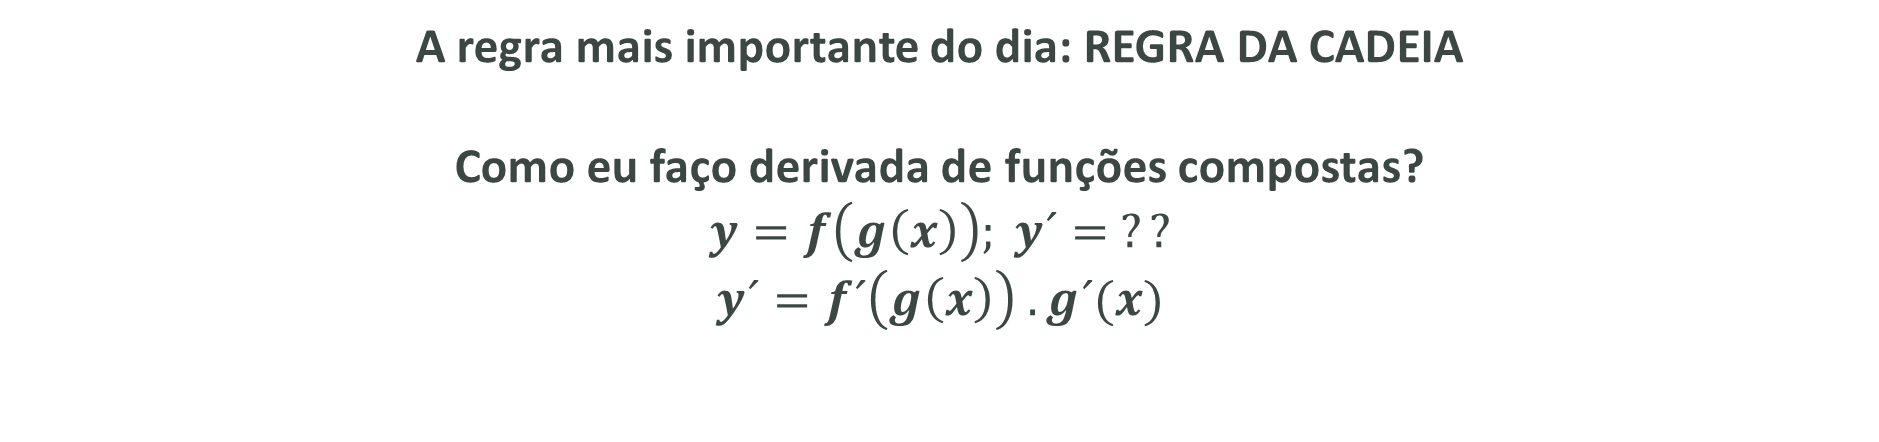 A regra mais importante do dia: REGRA DA CADEIA
Como eu faço derivada de funções compostas?
y = f(g(x)); y´ = ??
y´ = f´(g(x)) . g´(x)